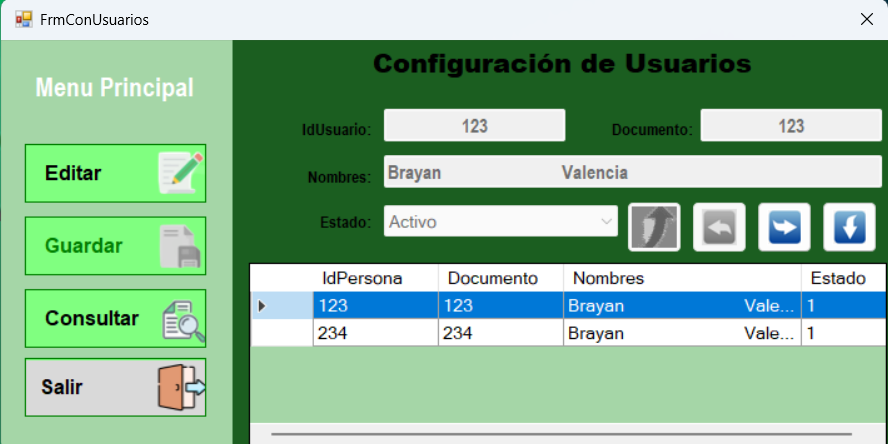 FrmConUsuarios
Menu Principal
Editar
Guardar
Consultar
Salir
Configuración de Usuarios
IdUsuario: 123 Documento: 123
Nombres: Brayan Valencia
Estado: Activo
IdPersona Documento Nombres Estado
123 123 Brayan Vale... 1
234 234 Brayan Vale... 1